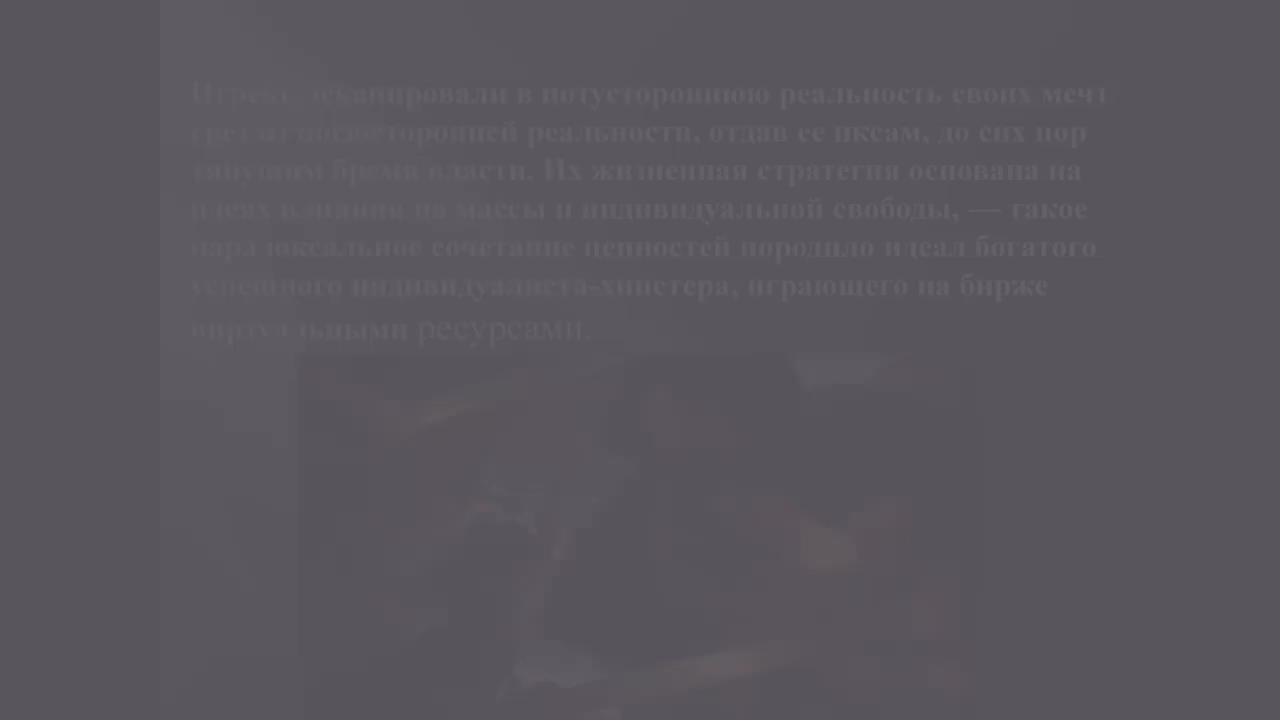 Игреки эскапировали в потустороннюю реальность своих мечт
посюсторонней реальности, отдав ее иксам, до сих пор
тянущим бремя власти. Их жизненная стратегия основана на
идеях влияния на массы и индивидуальной свободы, — такое
парадоксальное сочетание ценностей породило идеал богатого
успешного индивидуалиста-хипстера, играющего на бирже
виртуальными ресурсами.